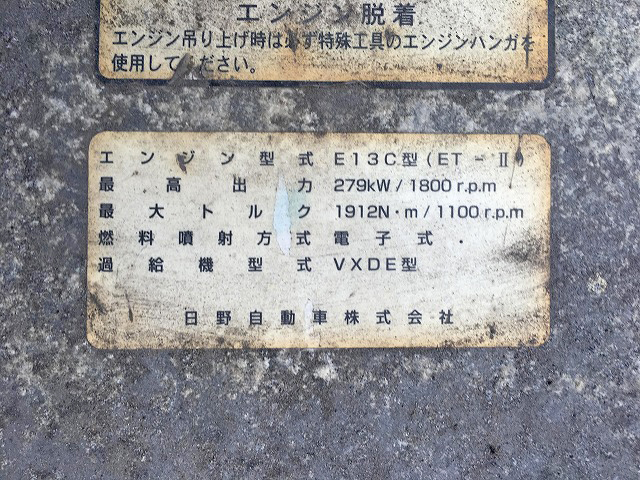 エンジン脱着
エンジン吊り上げ時は必ず特殊工具のエンジンハンガを
使用してください。
エンジン型式 E13C型(ET-Ⅱ)
最高出力 279kW/1800 r.p.m
最大トルク 1912N・m/1100 r.p.m
燃料噴射方式 電子式
過給機型式 VXDE型
日野自動車株式会社